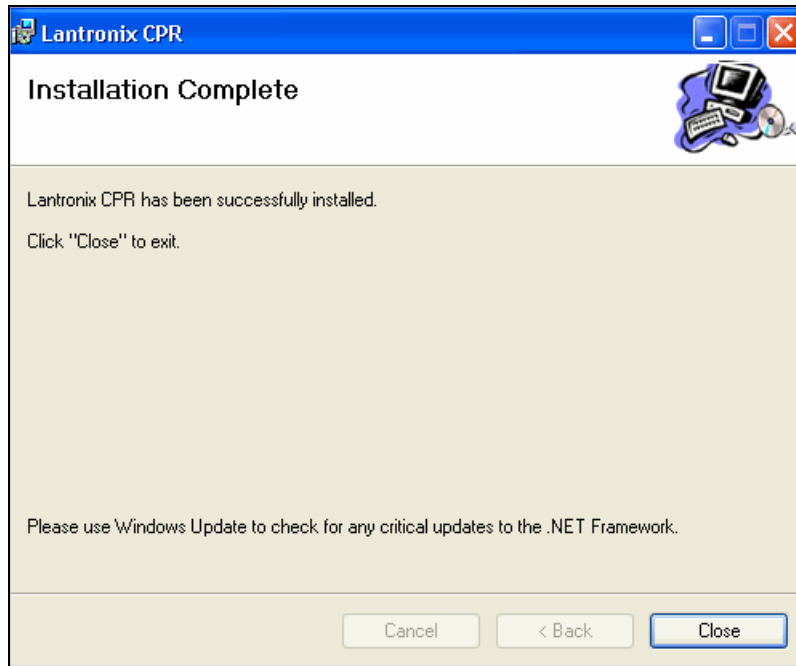 Lantronix CPR
Installation Complete
Lantronix CPR has been successfully installed.
Click "Close" to exit.
Please use Windows Update to check for any critical updates to the .NET Framework.
Cancel
< Back
Close